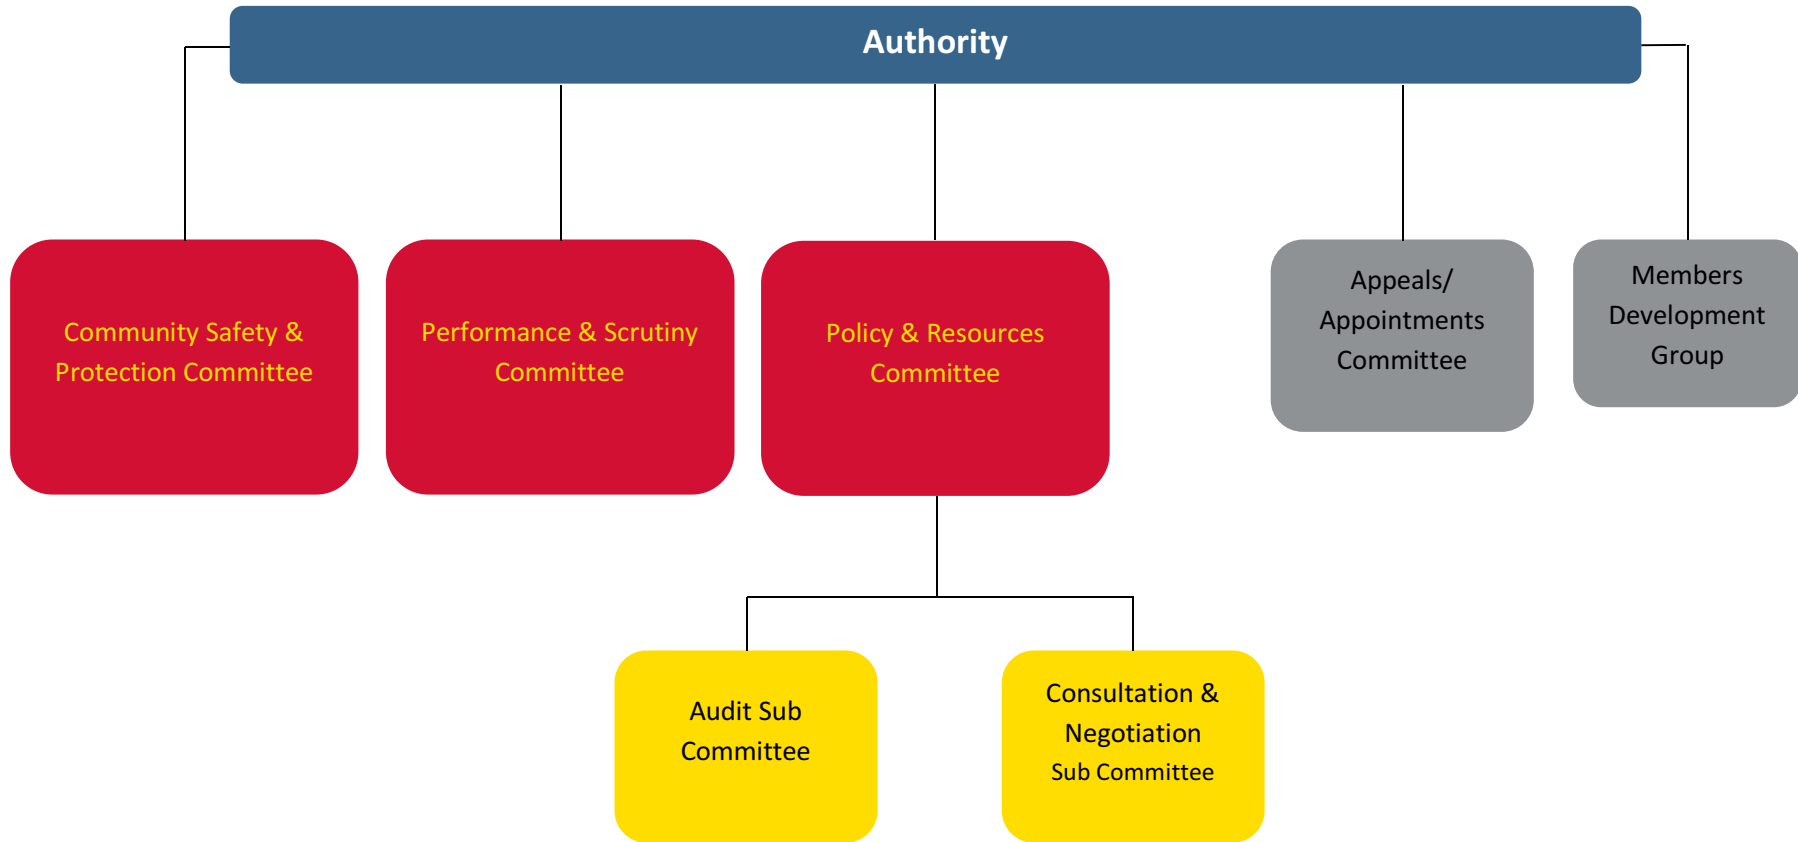 Authority
Community Safety &
Protection Committee
Performance & Scrutiny
Committee
Policy & Resources
Committee
Appeals/
Appointments
Committee
Members
Development
Group
Audit Sub
Committee
Consultation &
Negotiation
Sub Committee